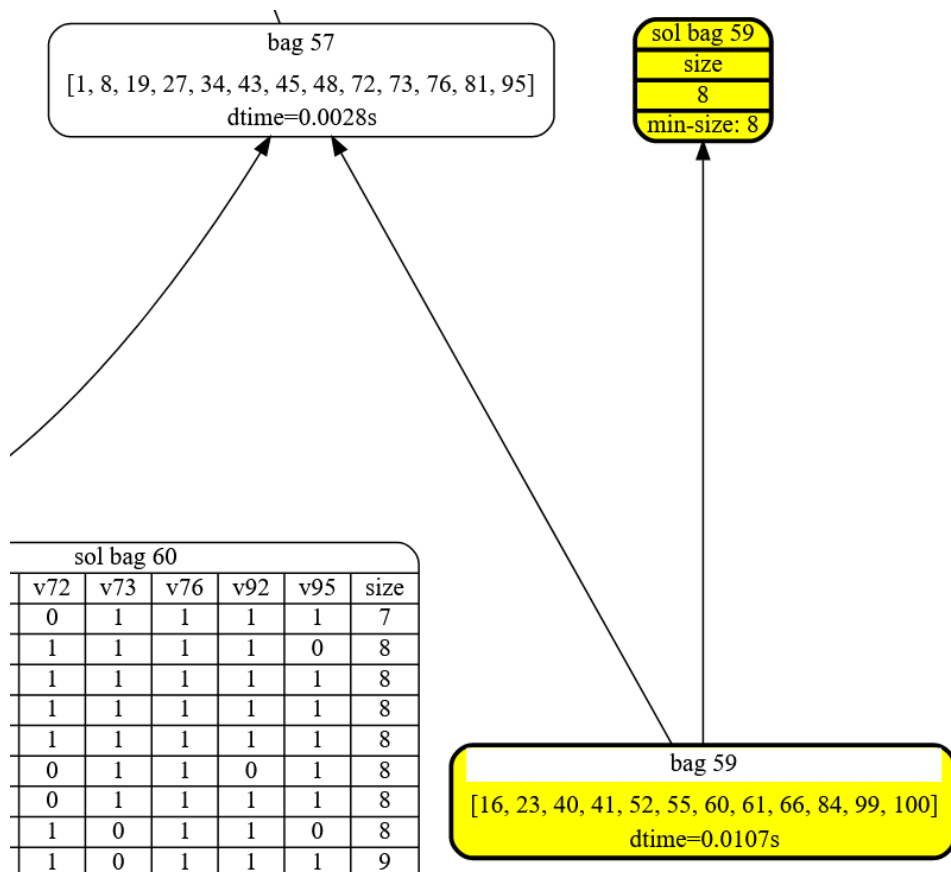 bag 57
[1, 8, 19, 27, 34, 43, 45, 48, 72, 73, 76, 81, 95]
dtime=0.0028s
sol bag 59
size
8
min-size: 8
sol bag 60
v72 v73 v76 v92 v95 size
0 1 1 1 1 7
1 1 1 1 0 8
1 1 1 1 1 8
1 1 1 1 1 8
1 1 1 1 1 8
0 1 1 0 1 8
0 1 1 1 1 8
1 0 1 1 0 8
1 0 1 1 1 9
bag 59
[16, 23, 40, 41, 52, 55, 60, 61, 66, 84, 99, 100]
dtime=0.0107s